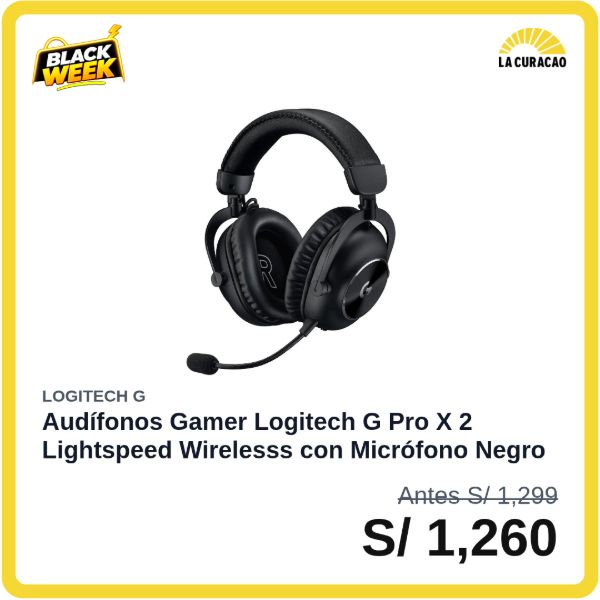 BLACK
WEEK
LA CURACAO
R
G
LOGITECH G
Audífonos Gamer Logitech G Pro X 2
Lightspeed Wirelesss con Micrófono Negro
Antes S/ 1,299
S/ 1,260